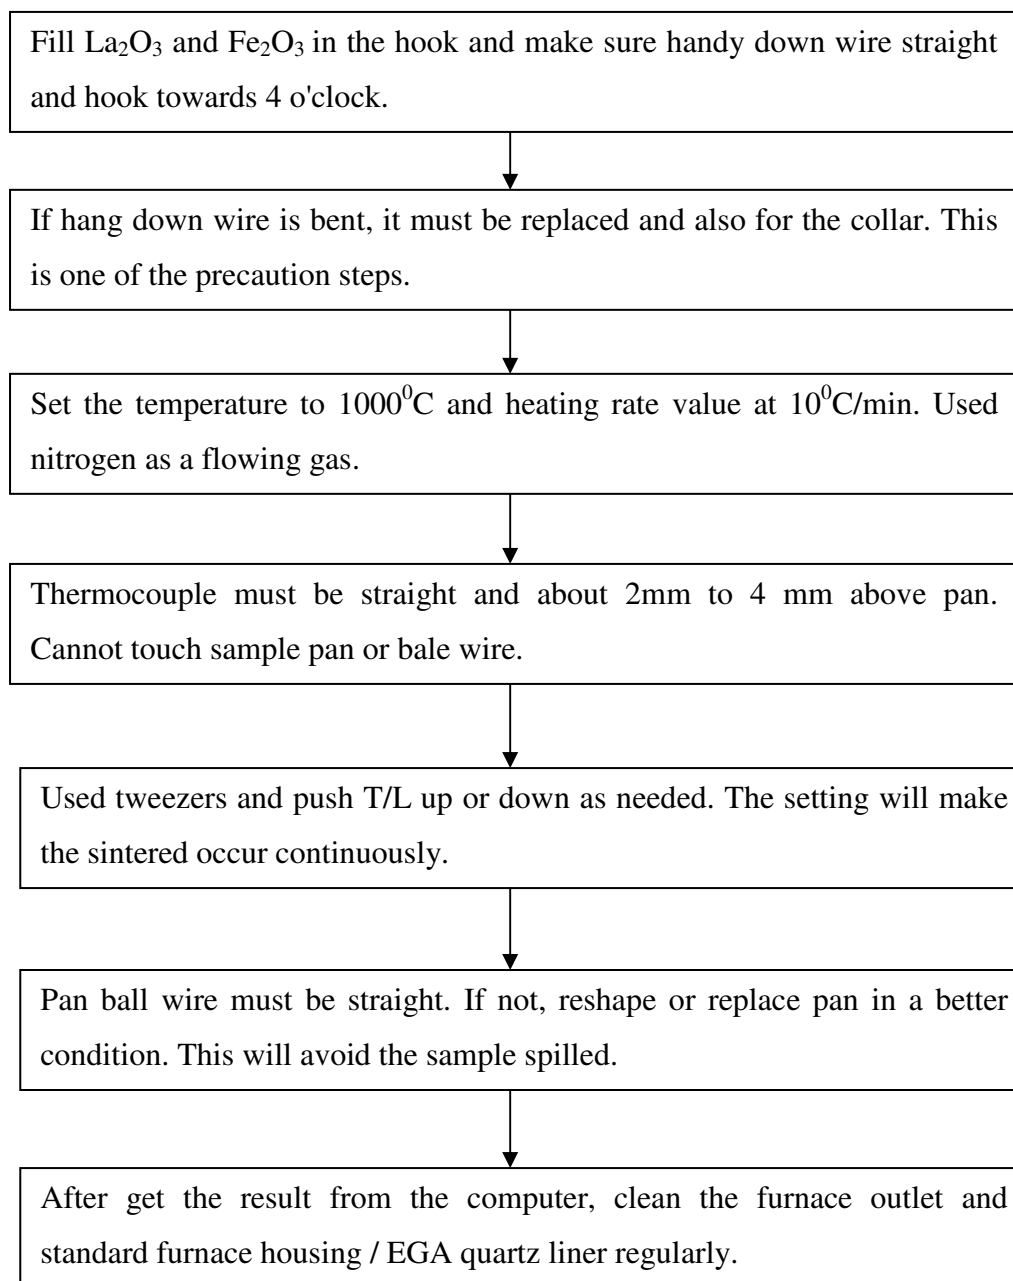 Fill La₂O₃ and Fe₂O₃ in the hook and make sure handy down wire straight
and hook towards 4 o'clock.
If hang down wire is bent, it must be replaced and also for the collar. This
is one of the precaution steps.
Set the temperature to 1000⁰C and heating rate value at 10⁰C/min. Used
nitrogen as a flowing gas.
Thermocouple must be straight and about 2mm to 4 mm above pan.
Cannot touch sample pan or bale wire.
Used tweezers and push T/L up or down as needed. The setting will make
the sintered occur continuously.
Pan ball wire must be straight. If not, reshape or replace pan in a better
condition. This will avoid the sample spilled.
After get the result from the computer, clean the furnace outlet and
standard furnace housing / EGA quartz liner regularly.